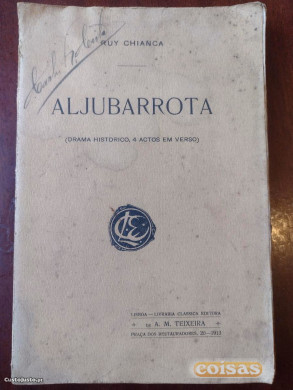 RUY CHIANCA
ALJUBARROTA
(DRAMA HISTORICO, 4 ACTOS EM VERSO)
LISBOA — LIVRARIA CLASSICA EDITORA
DE A. M. TEIXEIRA
PRAÇA DOS RESTAURADORES, 20 — 1913
CustoJusto.pt
coisas